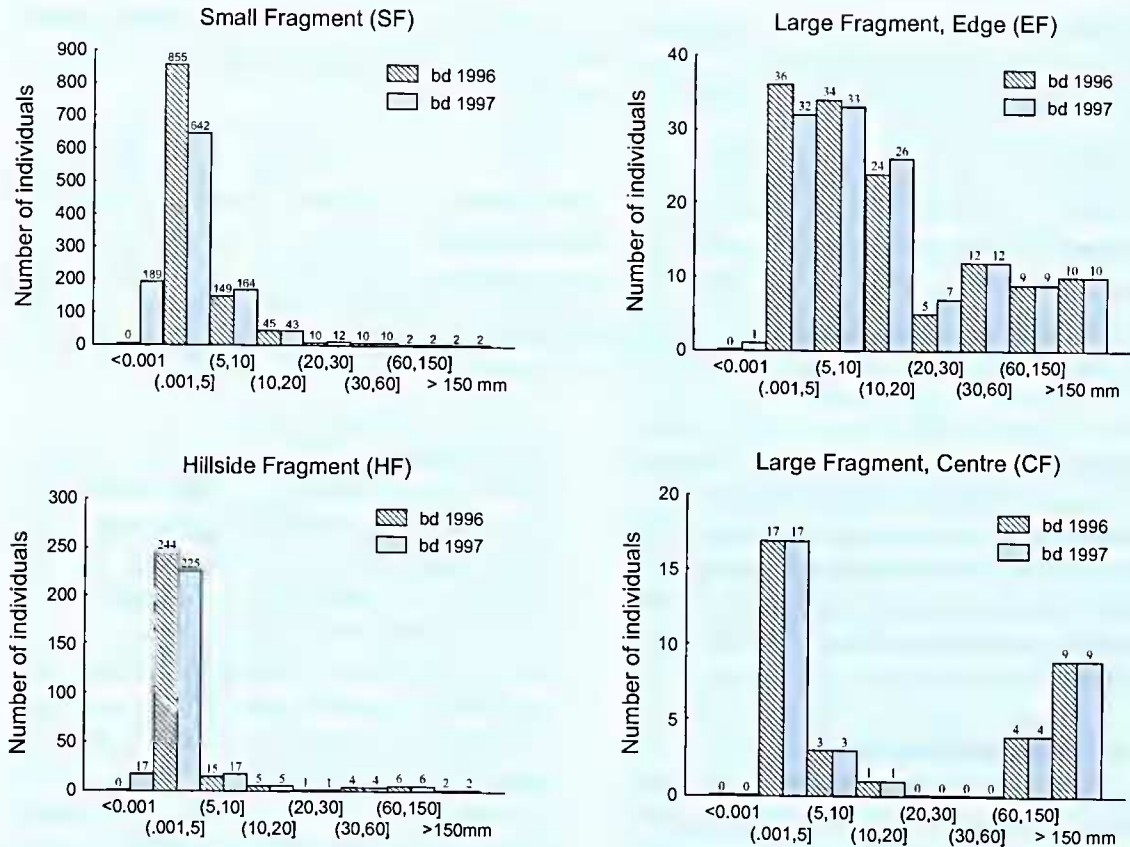 Small Fragment (SF)
Number of individuals
900
800
700
600
500
400
300
200
100
0
bd 1996
bd 1997
0 189 855 642 149 164 45 43 10 12 10 10 2 2 2 2
<0.001 (5,10] (20,30] (60,150]
(.001,5] (10,20] (30,60] > 150 mm
Large Fragment, Edge (EF)
Number of individuals
40
30
20
10
0
bd 1996
bd 1997
0 1 36 32 34 33 24 26 5 7 12 12 9 9 10 10
<0.001 (5,10] (20,30] (60,150]
(.001,5] (10,20] (30,60] >150 mm
Hillside Fragment (HF)
Number of individuals
300
250
200
150
100
50
0
bd 1996
bd 1997
0 17 244 225 15 17 5 5 1 1 4 4 6 6 2 2
<0.001 (5,10] (20,30] (60,150]
(.001,5] (10,20] (30,60] >150mm
Large Fragment, Centre (CF)
Number of individuals
20
15
10
5
0
bd 1996
bd 1997
0 0 17 17 3 3 1 1 0 0 0 0 4 4 9 9
<0.001 (5,10] (20,30] (60,150]
(.001,5] (10,20] (30,60] > 150 mm